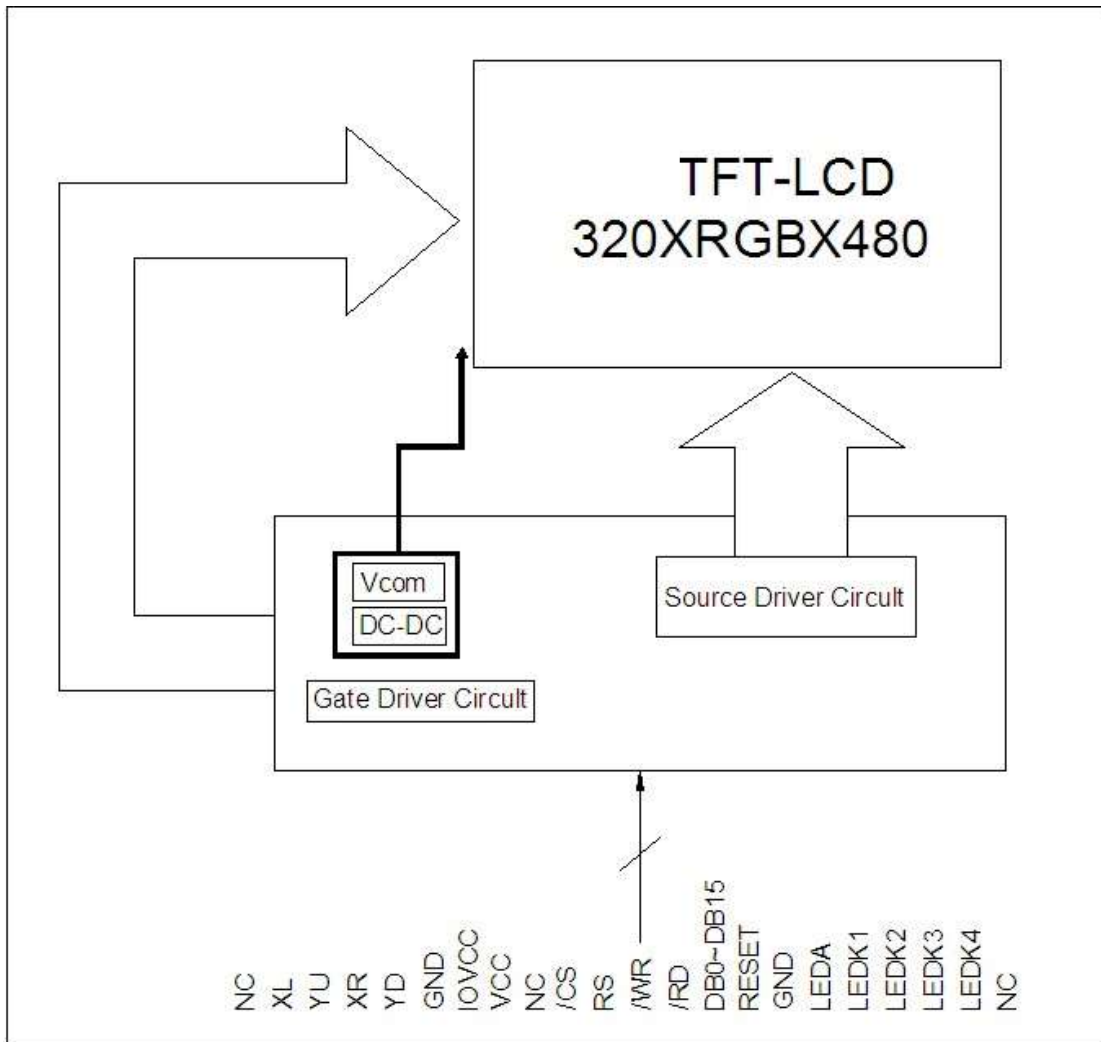 TFT-LCD
320XRGBX480
Vcom
DC-DC
Source Driver Circult
Gate Driver Circult
NC
XL
YU
XR
YD
GND
IOVCC
VCC
NC
/CS
RS
/WR
/RD
DB0~DB15
RESET
GND
LEDA
LEDK1
LEDK2
LEDK3
LEDK4
NC